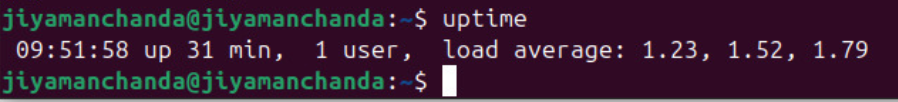 jiyamanchanda@jiyamanchanda:~$ uptime
 09:51:58 up 31 min,  1 user,  load average: 1.23, 1.52, 1.79
jiyamanchanda@jiyamanchanda:~$